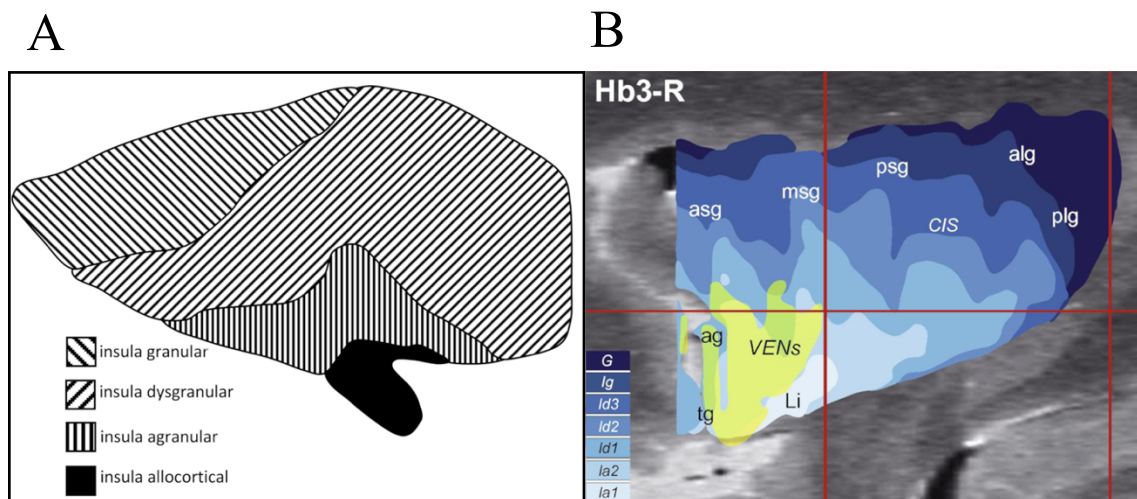 A
insula granular
insula dysgranular
insula agranular
insula allocortical
B
Hb3-R
alg
psg
msg
asg
plg
CIS
ag
VENs
Li
tg
G
Ig
Id3
Id2
Id1
Ia2
Ia1